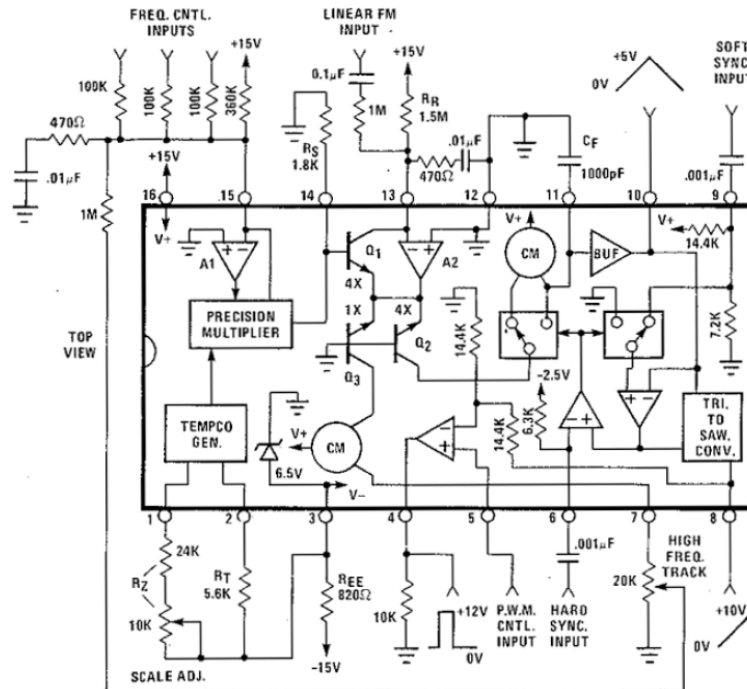 FREQ. CNTL.
INPUTS
LINEAR FM
INPUT
+15V
+15V
+5V
0V
SOFT
SYNC
INPUT
100K
100K
100K
360K
0.1µF
1M
RR
1.5M
470Ω
.01µF
+15V
RS
1.8K
470Ω
.01µF
CF
1000pF
.001µF
1M
16
15
14
13
12
11
10
9
V+
A1
Q1
A2
V+
CM
BUF
V+
14.4K
4X
PRECISION
MULTIPLIER
1X
4X
Q2
Q3
14.4K
7.2K
TOP
VIEW
-2.5V
6.3K
14.4K
TEMPCO
GEN.
V+
CM
6.5V
V-
TRI.
TO
SAW.
CONV.
1
2
3
4
5
6
7
8
24K
RZ
10K
RT
5.6K
REE
820Ω
-15V
10K
+12V
0V
P.W.M.
CNTL.
INPUT
.001µF
HARD
SYNC.
INPUT
HIGH
FREQ.
TRACK
20K
+10V
0V
SCALE ADJ.